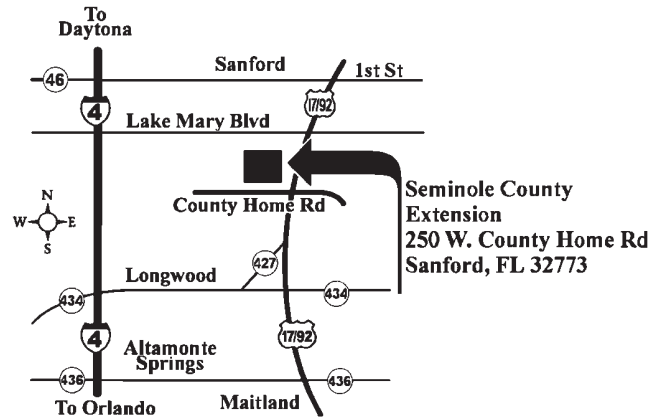 To
Daytona
Sanford
1st St
46
17/92
4
Lake Mary Blvd
County Home Rd
Seminole County
Extension
250 W. County Home Rd
Sanford, FL 32773
N
W E
S
427
Longwood
434
434
4
17/92
Altamonte
Springs
436
436
To Orlando
Maitland